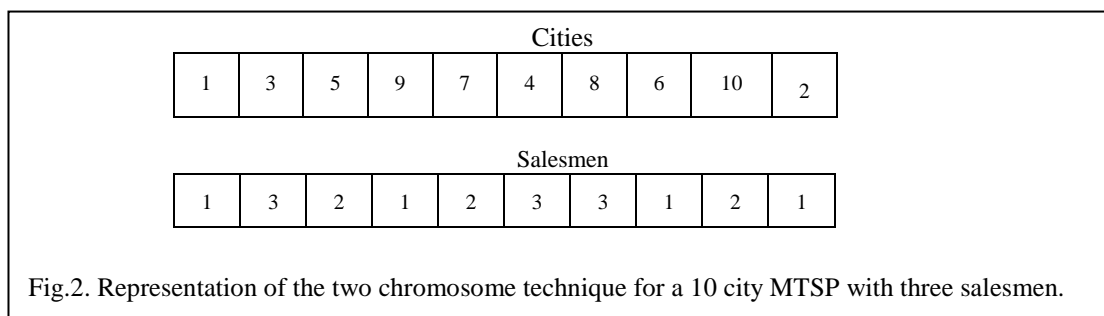 Cities
1 3 5 9 7 4 8 6 10 2
Salesmen
1 3 2 1 2 3 3 1 2 1
Fig.2. Representation of the two chromosome technique for a 10 city MTSP with three salesmen.